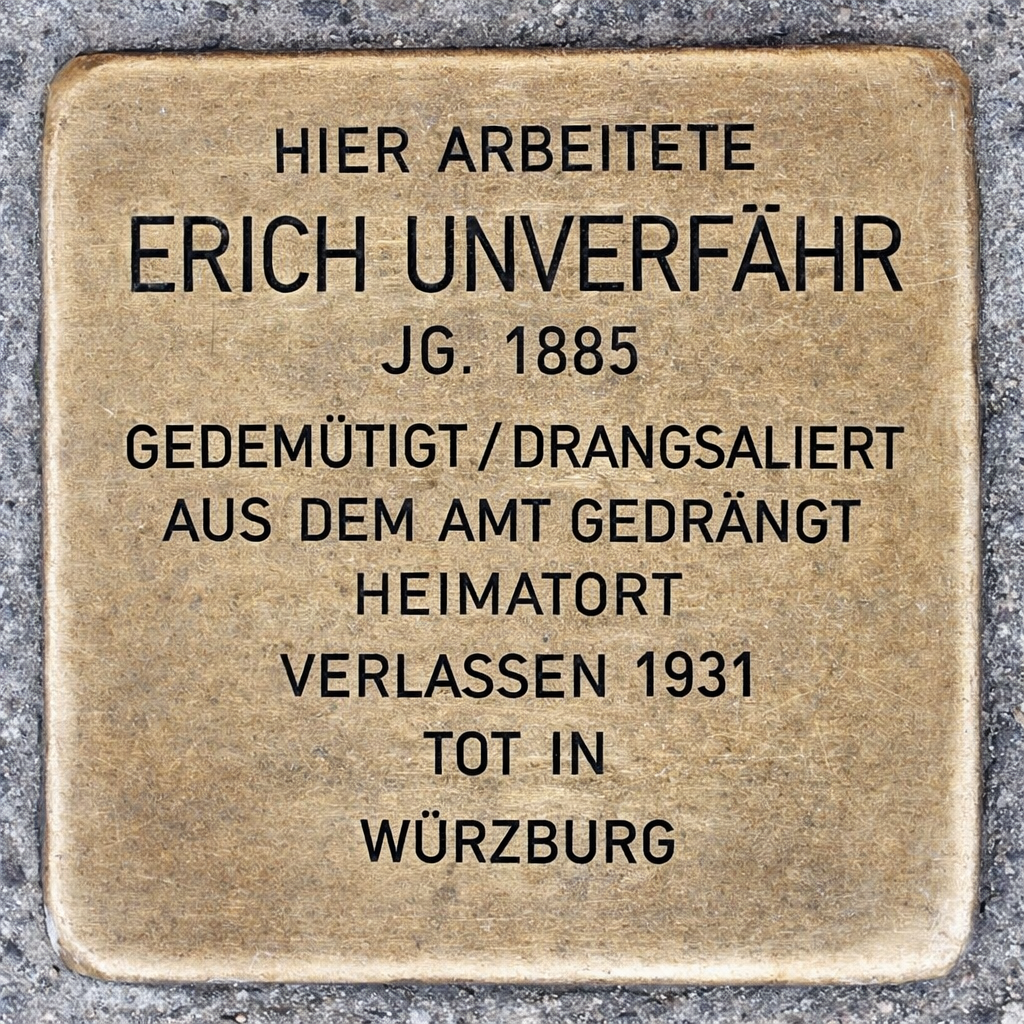 HIER ARBEITETE
ERICH UNVERFÄHR
JG. 1885
GEDEMÜTIGT / DRANGSALIERT
AUS DEM AMT GEDRÄNGT
HEIMATORT
VERLASSEN 1931
TOT IN
WÜRZBURG